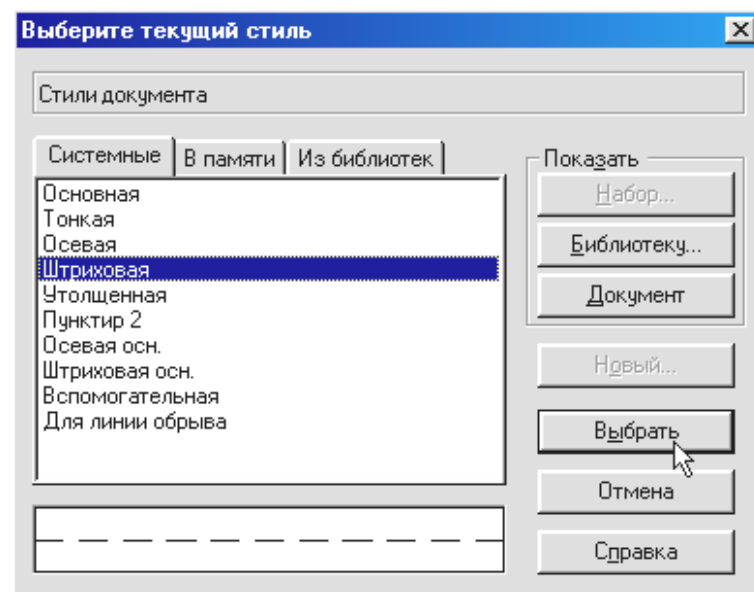 Выберите текущий стиль
Стили документа
Системные
В памяти
Из библиотек
Основная
Тонкая
Осевая
Штриховая
Утолщенная
Пунктир 2
Осевая осн.
Штриховая осн.
Вспомогательная
Для линии обрыва
Показать
Набор...
Библиотеку...
Документ
Новый...
Выбрать
Отмена
Справка